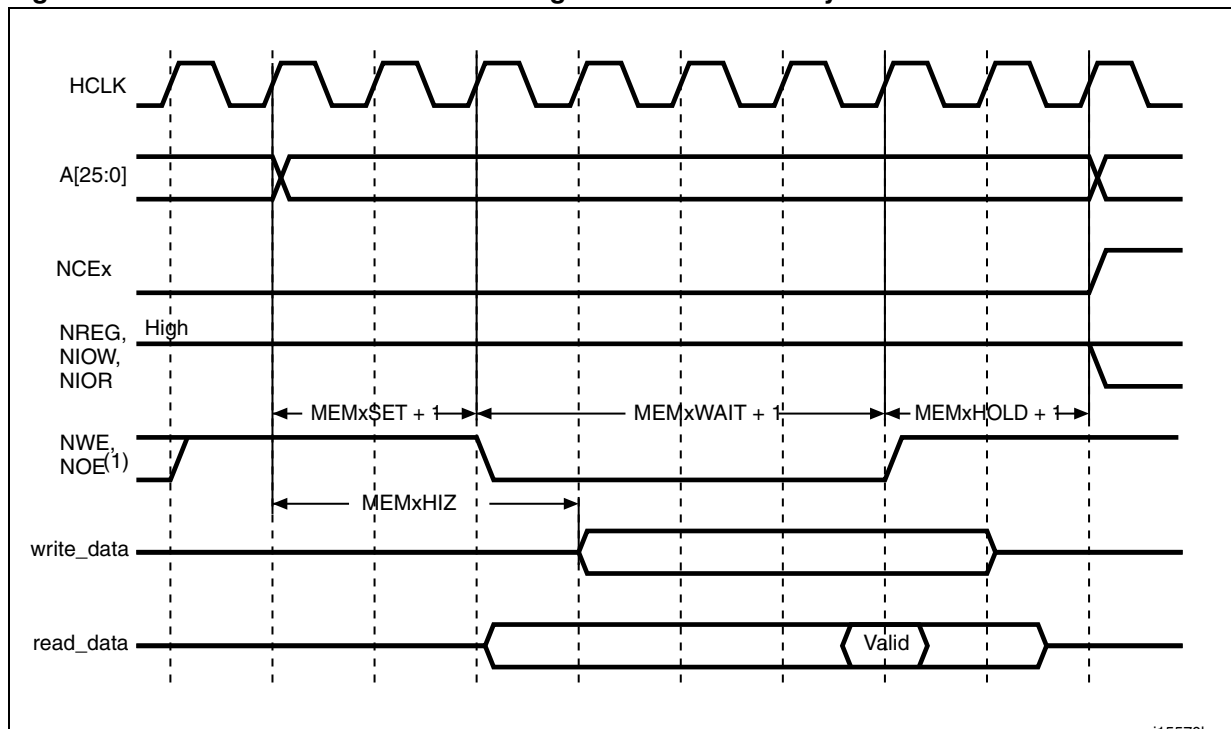 HCLK
A[25:0]
NCEx
High
NREG,
NIOW,
NIOR
MEMxSET + 1
MEMxWAIT + 1
MEMxHOLD + 1
NWE,
NOE(1)
MEMxHIZ
write_data
read_data
Valid